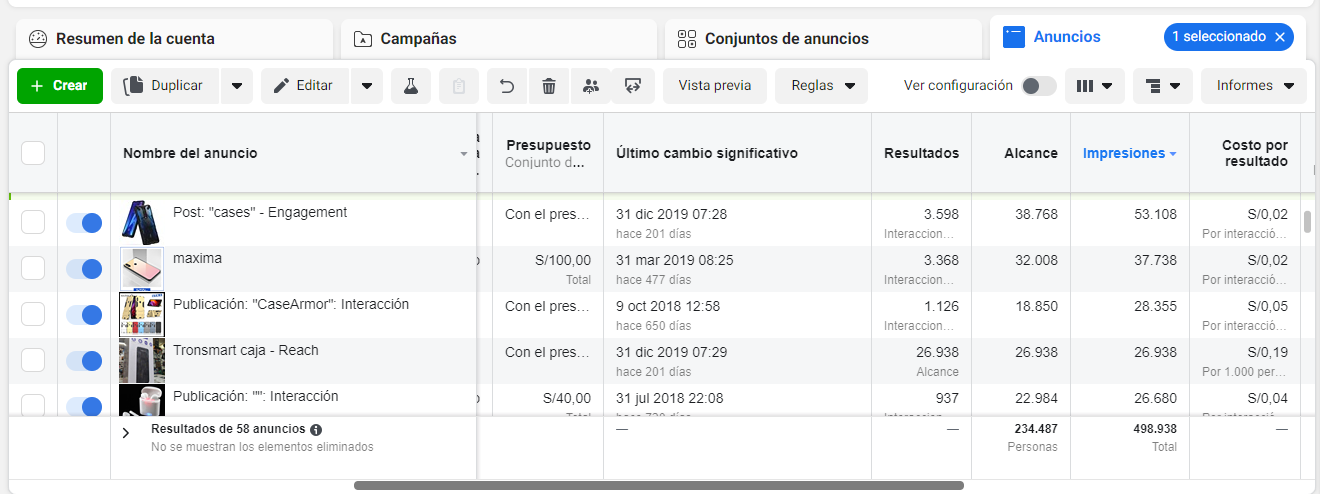 Resumen de la cuenta
Campañas
Conjuntos de anuncios
Anuncios
1 seleccionado
Crear
Duplicar
Editar
Vista previa
Reglas
Ver configuración
Informes
Nombre del anuncio
Presupuesto
Conjunto d...
Último cambio significativo
Resultados
Alcance
Impresiones
Costo por
resultado
Post: "cases" - Engagement
Con el pres…
31 dic 2019 07:28
hace 201 días
3.598
Interaccion…
38.768
53.108
S/0,02
Por interacció…
maxima
S/100,00
Total
31 mar 2019 08:25
hace 477 días
3.368
Interaccion…
32.008
37.738
S/0,02
Por interacció…
Publicación: "CaseArmor": Interacción
Con el pres…
9 oct 2018 12:58
hace 650 días
1.126
Interaccion…
18.850
28.355
S/0,05
Por interacció…
Tronsmart caja - Reach
Con el pres…
31 dic 2019 07:29
hace 201 días
26.938
Alcance
26.938
26.938
S/0,19
Por 1.000 per…
Publicación: "": Interacción
S/40,00
Total
31 jul 2018 22:08
937
22.984
26.680
S/0,04
Resultados de 58 anuncios
No se muestran los elementos eliminados
—
—
234.487
Personas
498.938
Total
—